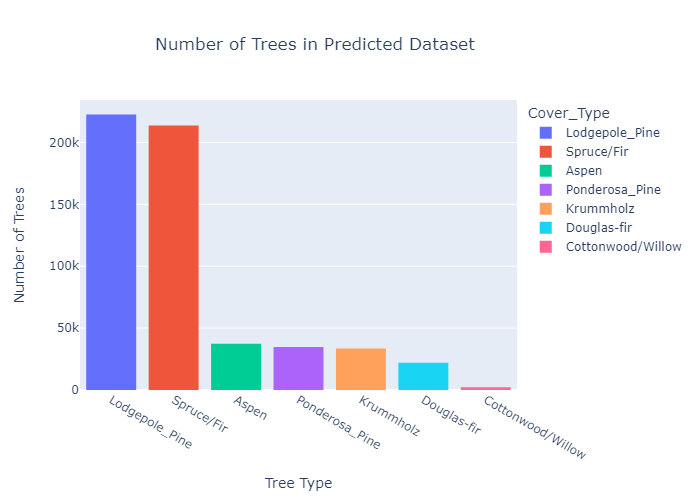 Number of Trees in Predicted Dataset
Cover_Type
Lodgepole_Pine
Spruce/Fir
Aspen
Ponderosa_Pine
Krummholz
Douglas-fir
Cottonwood/Willow
Number of Trees
200k
150k
100k
50k
0
Lodgepole_Pine
Spruce/Fir
Aspen
Ponderosa_Pine
Krummholz
Douglas-fir
Cottonwood/Willow
Tree Type